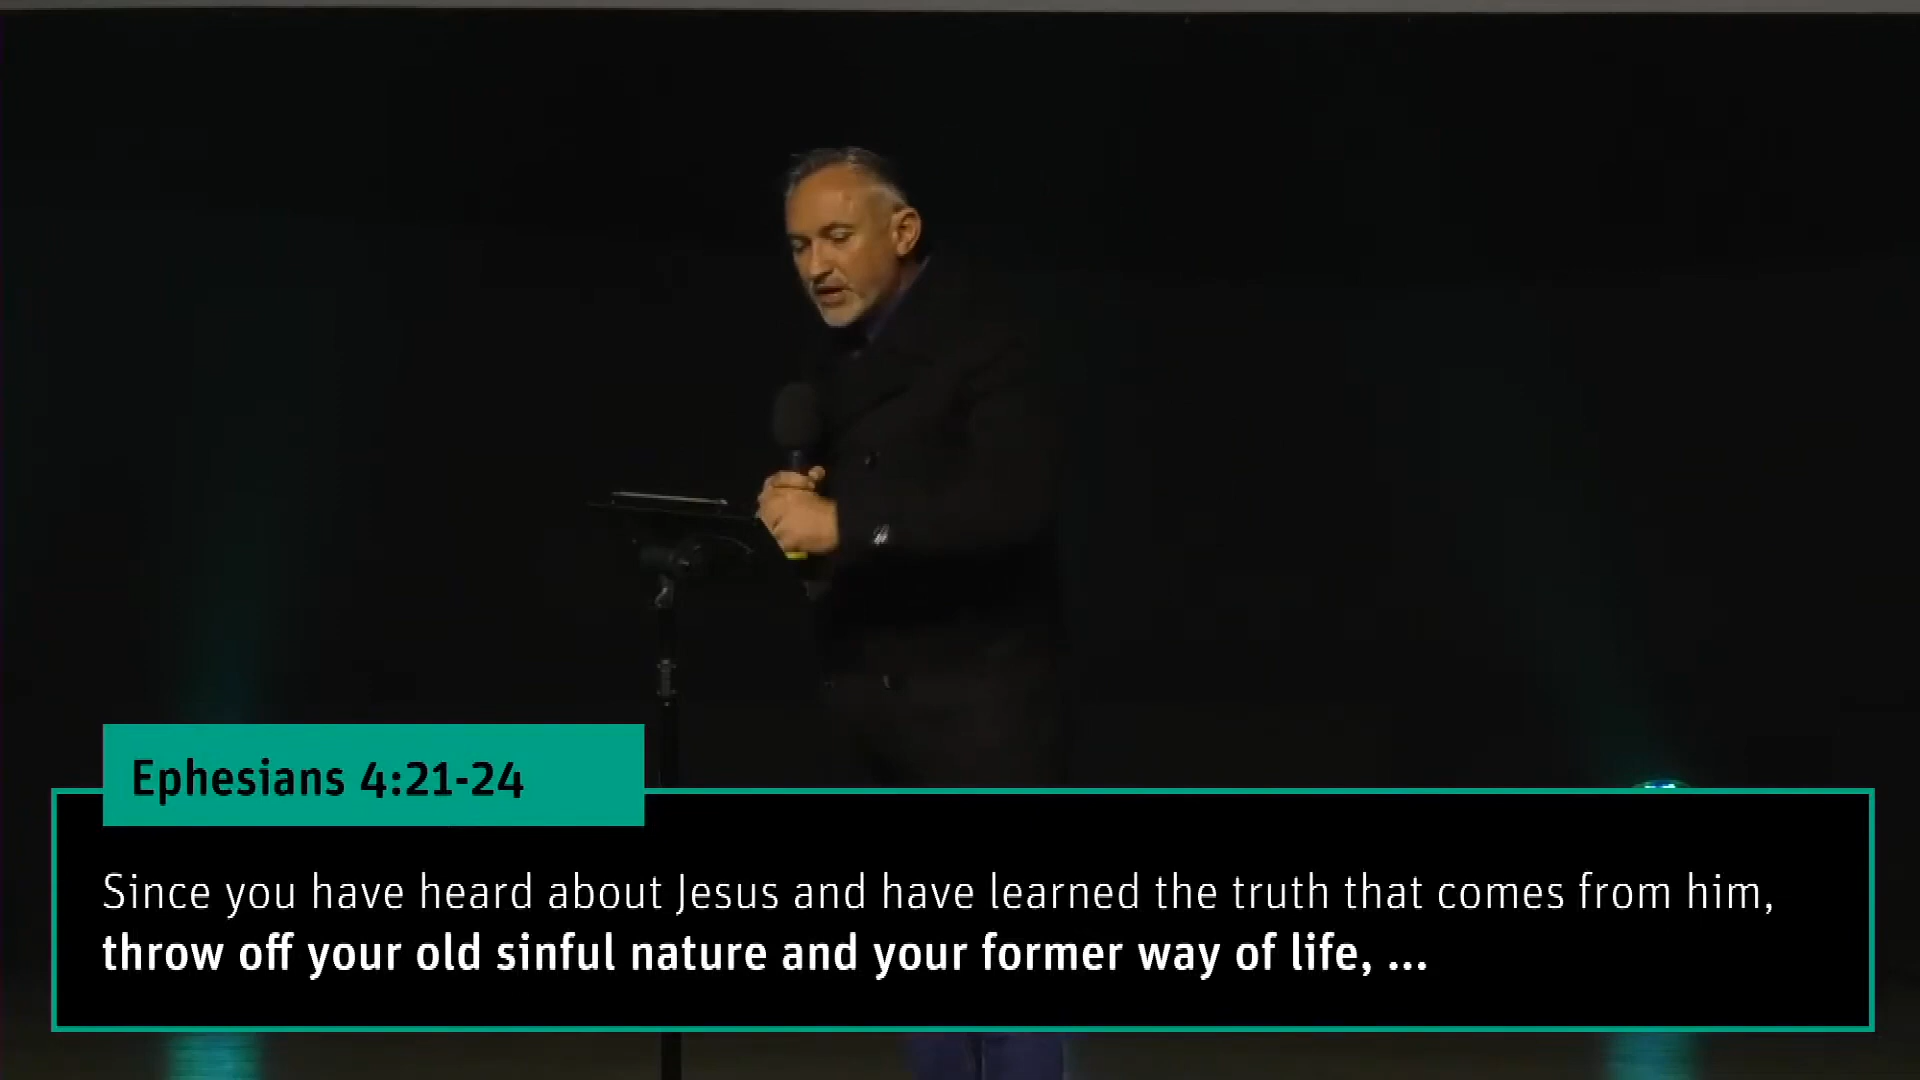 Ephesians 4:21-24
Since you have heard about Jesus and have learned the truth that comes from him,
throw off your old sinful nature and your former way of life, ...